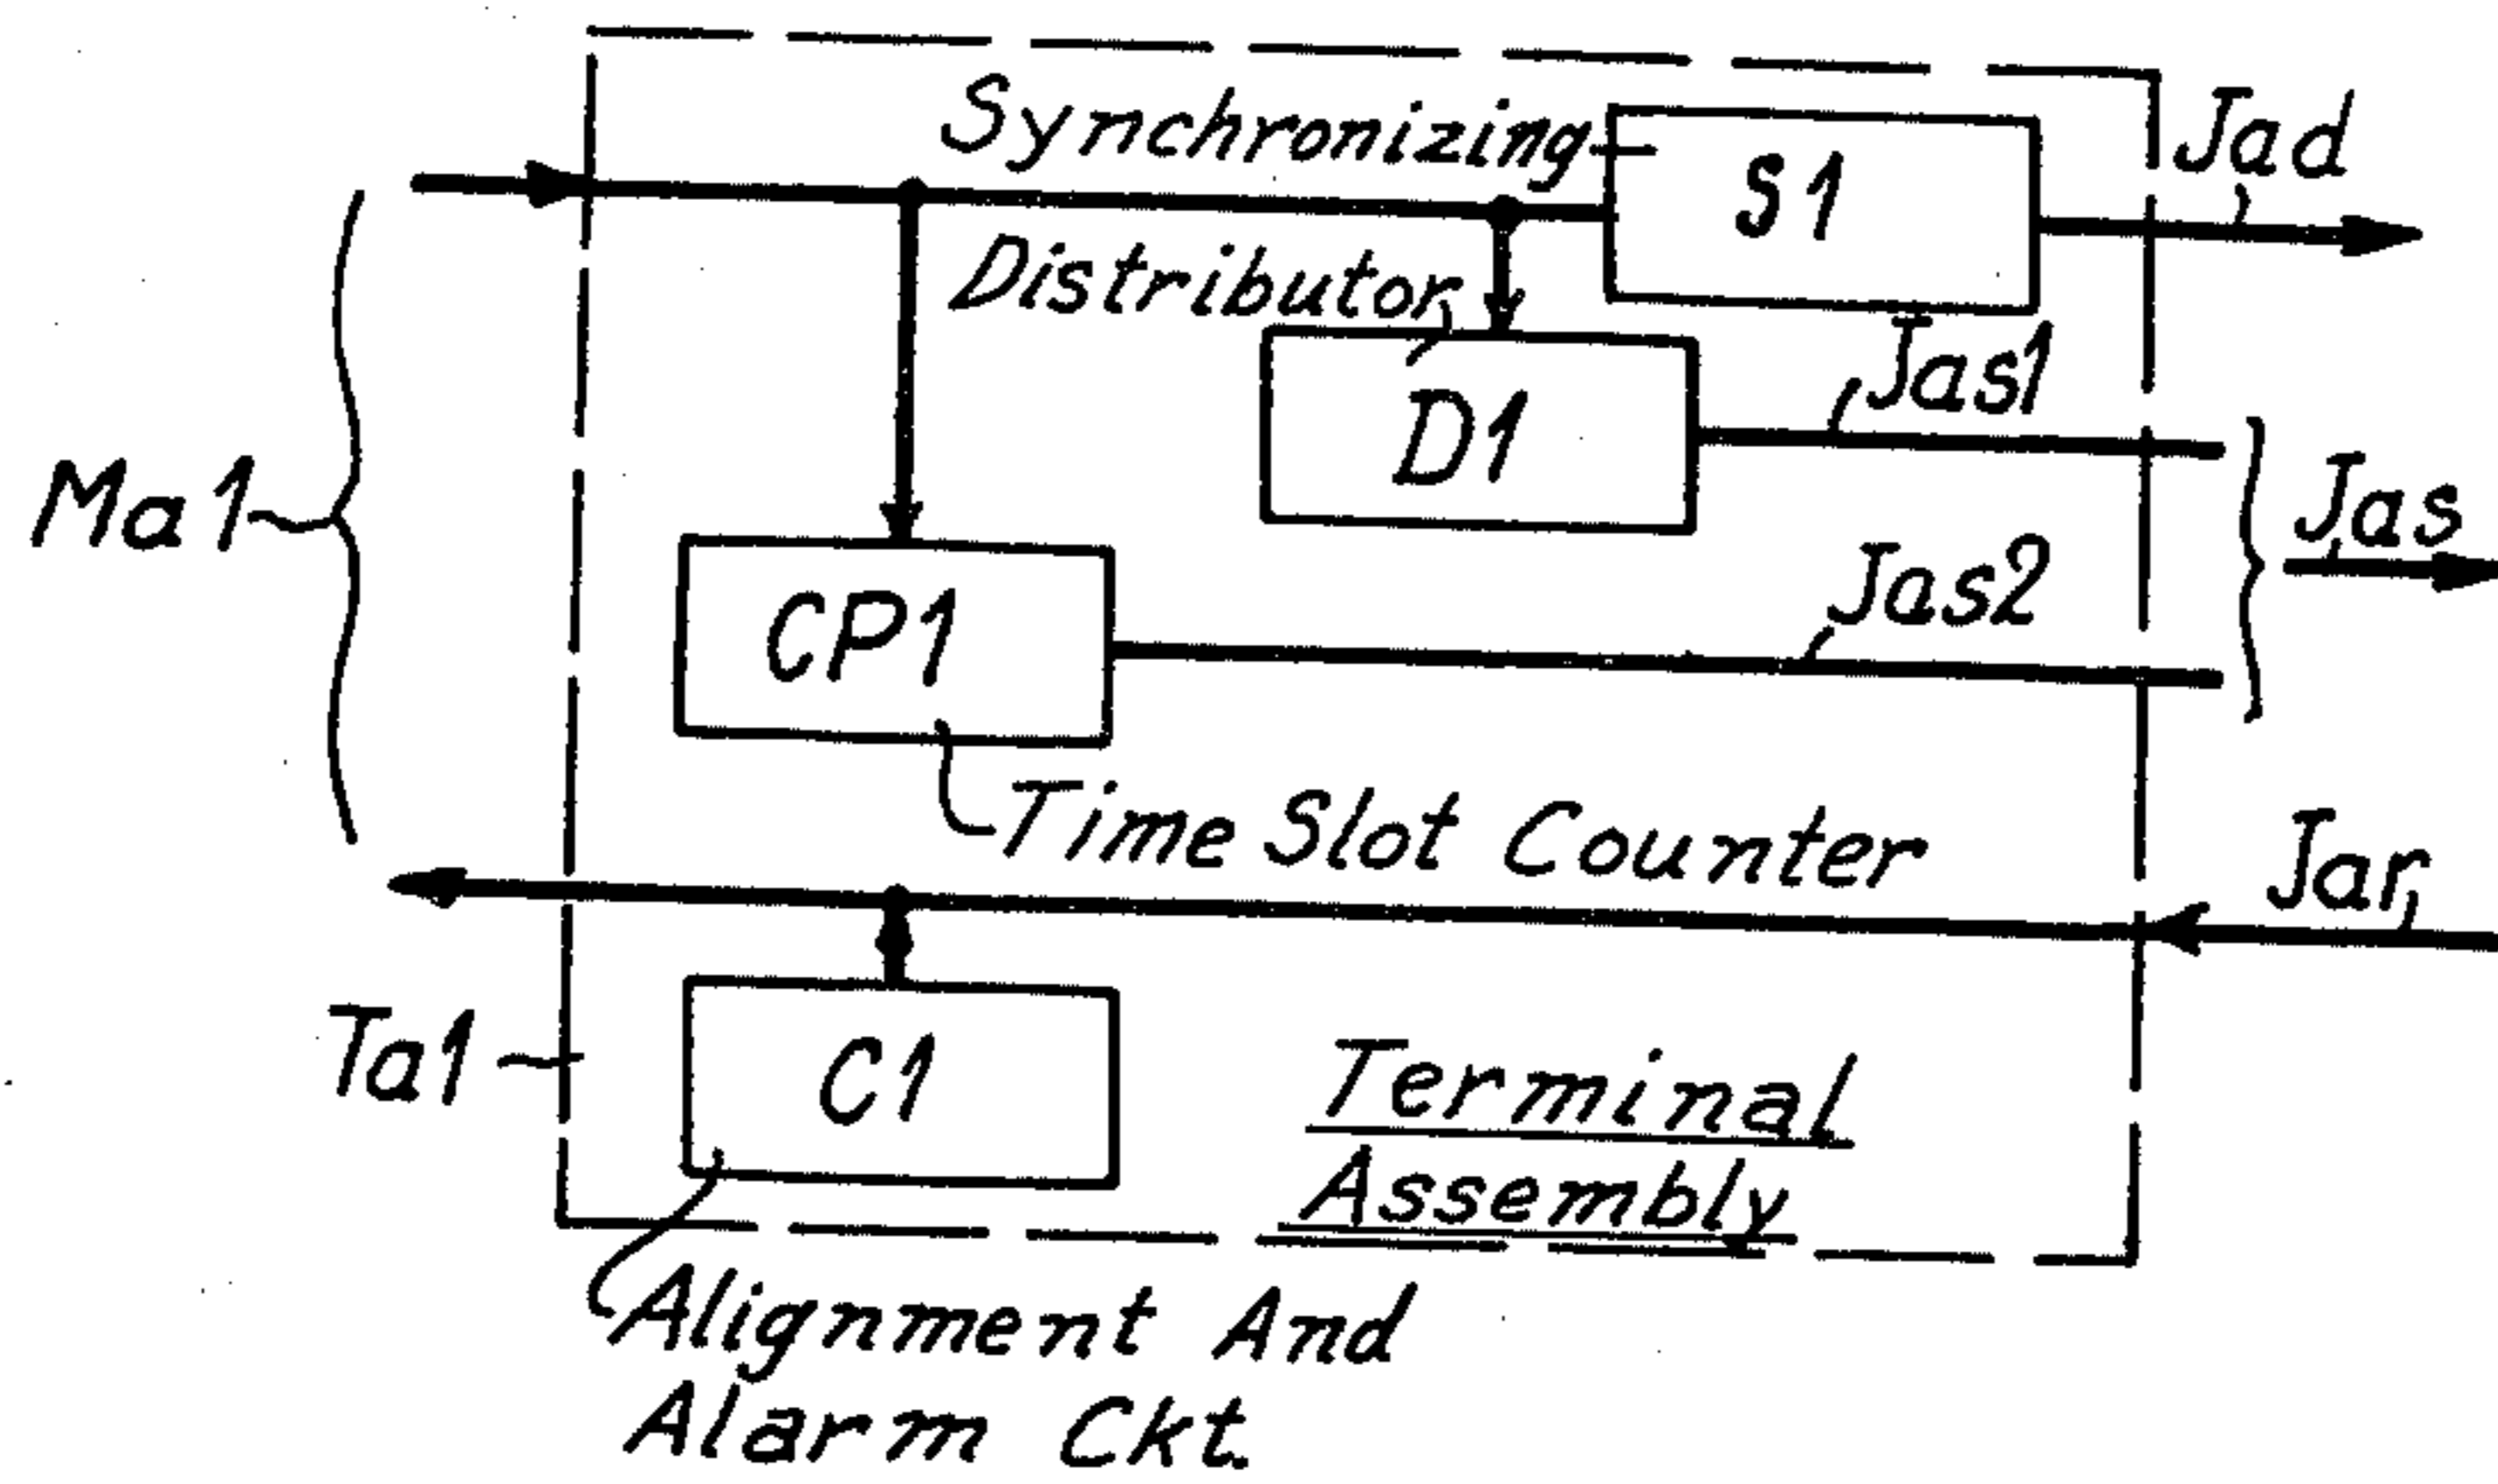 Synchronizing
S1
Jad
Distributor
D1
Jas1
Ma1
CP1
Jas2
Jas
Time Slot Counter
Jar
Ta1
C1
Terminal
Assembly
Alignment And
Alarm Ckt.